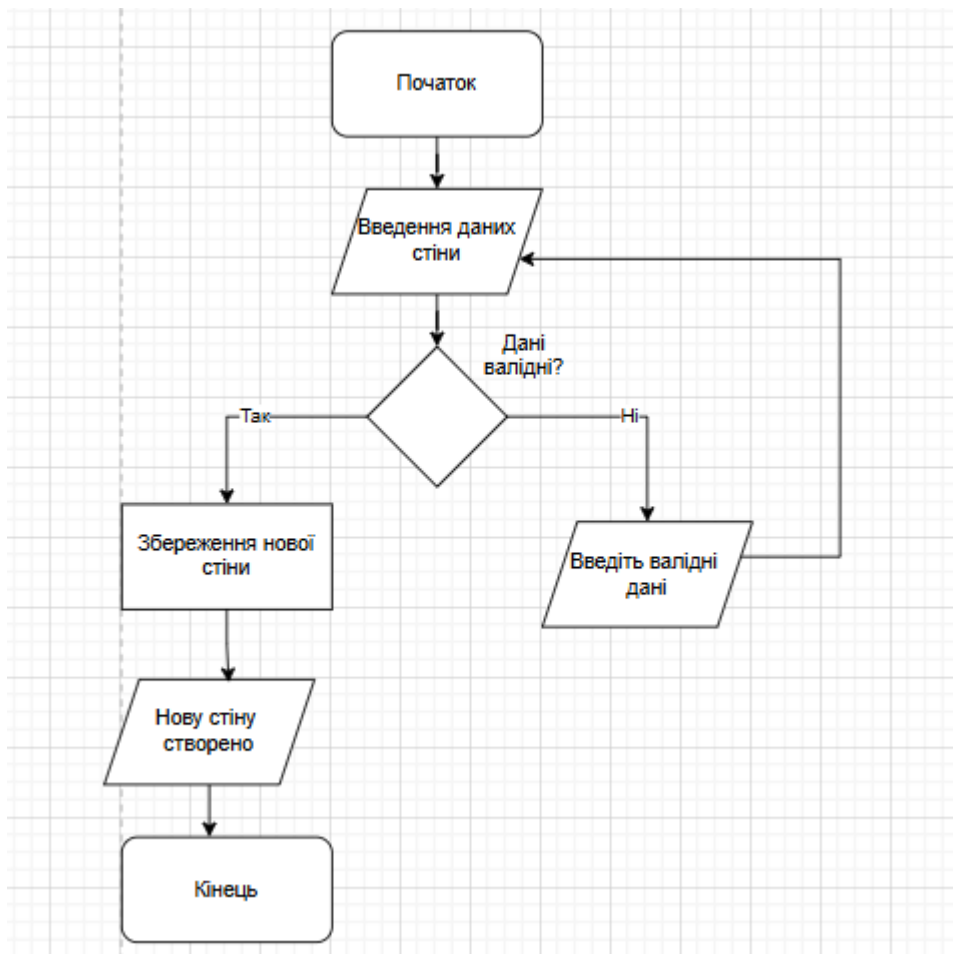 Початок
Введення даних
стіни
Дані
валідні?
Так
Ні
Збереження нової
стіни
Введіть валідні
дані
Нову стіну
створено
Кінець